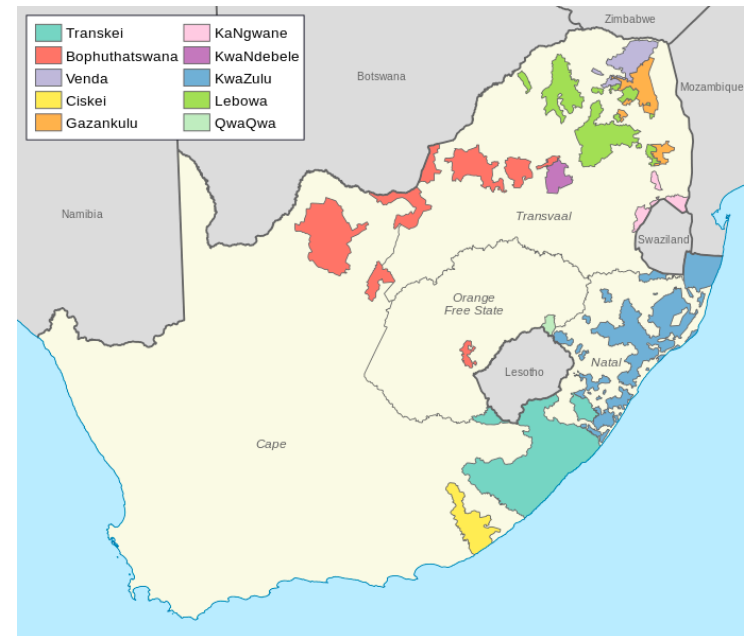 Transkei
Bophuthatswana
Venda
Ciskei
Gazankulu
KaNgwane
KwaNdebele
KwaZulu
Lebowa
QwaQwa
Zimbabwe
Botswana
Mozambique
Namibia
Transvaal
Swaziland
Orange
Free State
Natal
Lesotho
Cape